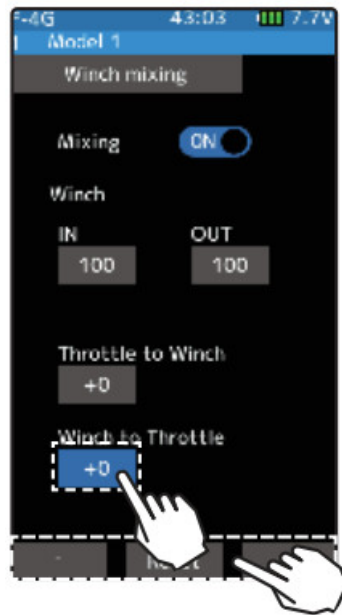 -4G 43:03 7.7V
Model 1
Winch mixing
Mixing ON
Winch
IN OUT
100 100
Throttle to Winch
+0
Winch to Throttle
+0
-